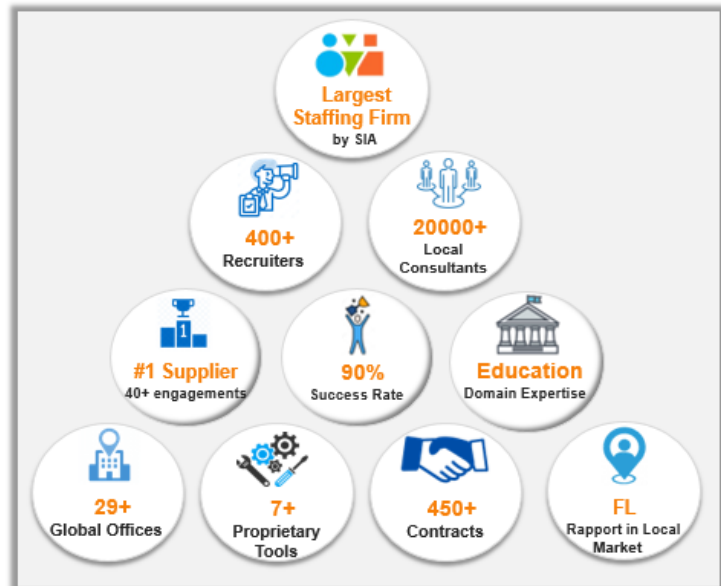 Largest
Staffing Firm
by SIA
400+
Recruiters
20000+
Local
Consultants
1
#1 Supplier
40+ engagements
90%
Success Rate
Education
Domain Expertise
29+
Global Offices
7+
Proprietary
Tools
450+
Contracts
FL
Rapport in Local
Market